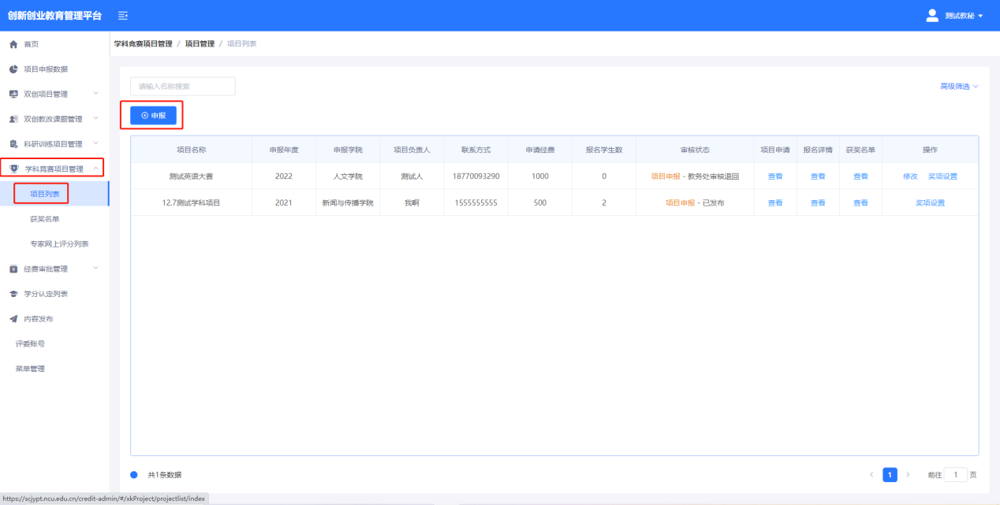 创新创业教育管理平台
测试教秘
首页
学科竞赛项目管理 / 项目管理 / 项目列表
项目申报数据
双创项目管理
双创教改课题管理
科研训练项目管理
学科竞赛项目管理
项目列表
获奖名单
专家网上评分列表
经费审批管理
学分认定列表
内容发布
评委账号
菜单管理
请输入名称搜索
高级筛选
申报
项目名称 申报年度 申报学院 项目负责人 联系方式 申请经费 报名学生数 审核状态 项目申请 报名详情 获奖名单 操作
测试英语大赛 2022 人文学院 测试人 18770093290 1000 0 项目申报 - 教务处审核退回 查看 查看 查看 修改 奖项设置
12.7测试学科项目 2021 新闻与传播学院 我啊 1555555555 500 2 项目申报 - 已发布 查看 查看 查看 奖项设置
共1条数据
1
前往 1 页
https://scjypt.ncu.edu.cn/credit-admin/#/xkProject/projectlist/index